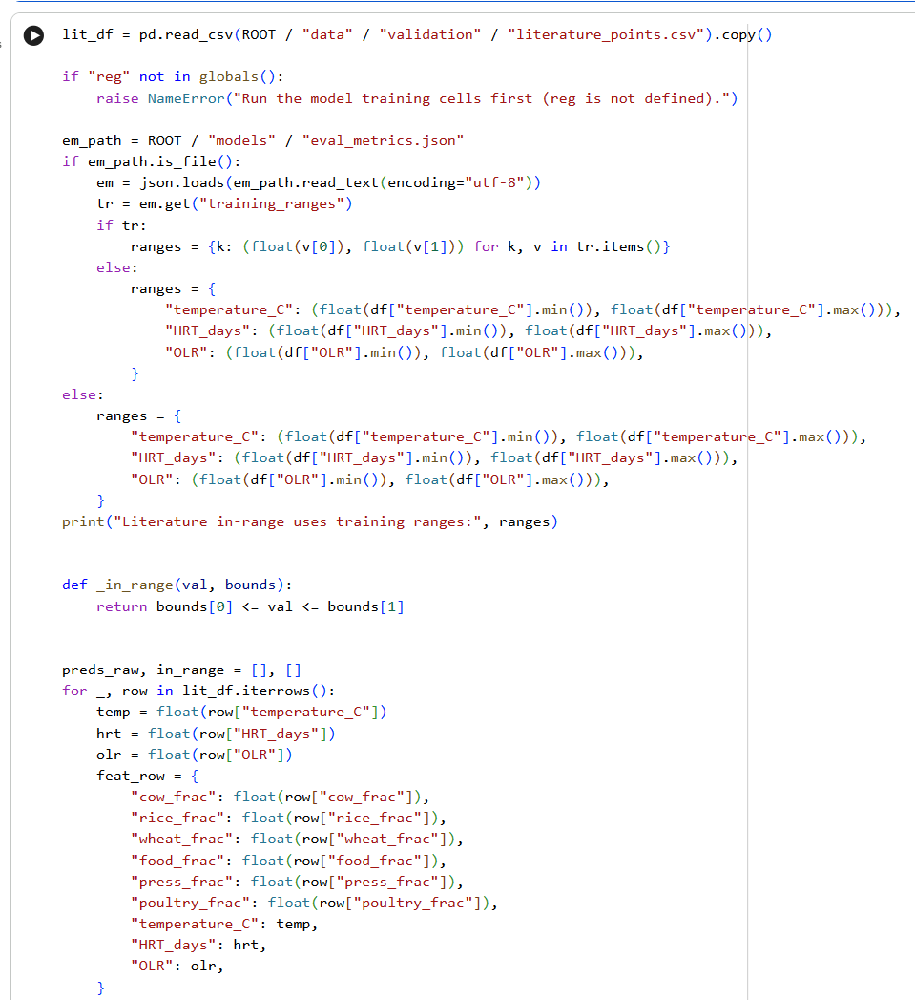 lit_df = pd.read_csv(ROOT / "data" / "validation" / "literature_points.csv").copy()

if "reg" not in globals():
    raise NameError("Run the model training cells first (reg is not defined).")

em_path = ROOT / "models" / "eval_metrics.json"
if em_path.is_file():
    em = json.loads(em_path.read_text(encoding="utf-8"))
    tr = em.get("training_ranges")
    if tr:
        ranges = {k: (float(v[0]), float(v[1])) for k, v in tr.items()}
    else:
        ranges = {
            "temperature_C": (float(df["temperature_C"].min()), float(df["temperature_C"].max())),
            "HRT_days": (float(df["HRT_days"].min()), float(df["HRT_days"].max())),
            "OLR": (float(df["OLR"].min()), float(df["OLR"].max())),
        }
else:
    ranges = {
        "temperature_C": (float(df["temperature_C"].min()), float(df["temperature_C"].max())),
        "HRT_days": (float(df["HRT_days"].min()), float(df["HRT_days"].max())),
        "OLR": (float(df["OLR"].min()), float(df["OLR"].max())),
    }
print("Literature in-range uses training ranges:", ranges)


def _in_range(val, bounds):
    return bounds[0] <= val <= bounds[1]


preds_raw, in_range = [], []
for _, row in lit_df.iterrows():
    temp = float(row["temperature_C"])
    hrt = float(row["HRT_days"])
    olr = float(row["OLR"])
    feat_row = {
        "cow_frac": float(row["cow_frac"]),
        "rice_frac": float(row["rice_frac"]),
        "wheat_frac": float(row["wheat_frac"]),
        "food_frac": float(row["food_frac"]),
        "press_frac": float(row["press_frac"]),
        "poultry_frac": float(row["poultry_frac"]),
        "temperature_C": temp,
        "HRT_days": hrt,
        "OLR": olr,
    }